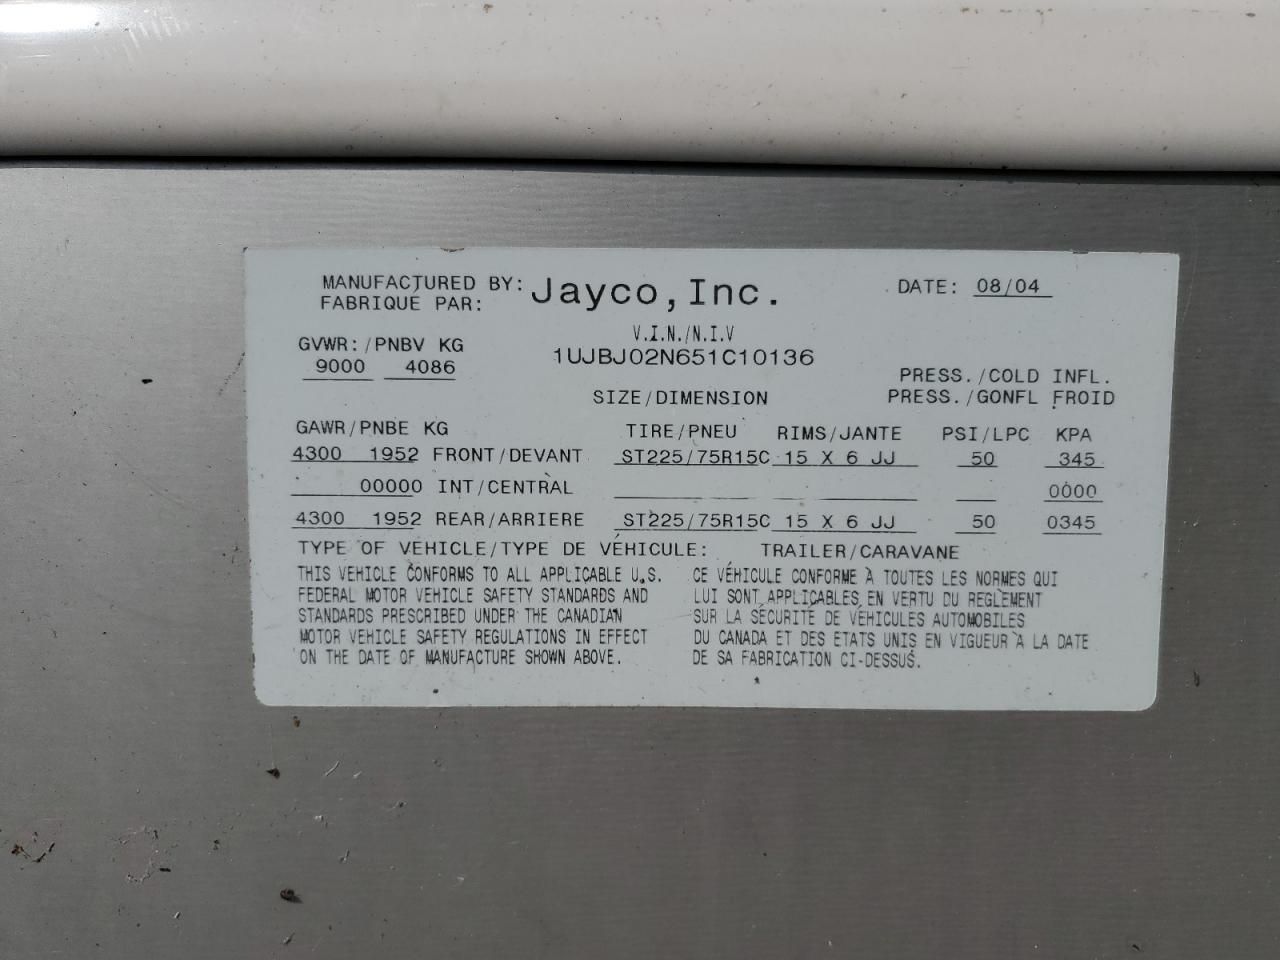 MANUFACTURED BY: Jayco, Inc. DATE: 08/04
FABRIQUE PAR:
V.I.N./N.I.V
GVWR:/PNBV KG
1UJBJ02N651C10136
9000 4086
PRESS./COLD INFL.
SIZE/DIMENSION PRESS./GONFL FROID
GAWR/PNBE KG TIRE/PNEU RIMS/JANTE PSI/LPC KPA
4300 1952 FRONT/DEVANT ST225/75R15C 15 X 6 JJ 50 345
00000 INT/CENTRAL 0000
4300 1952 REAR/ARRIERE ST225/75R15C 15 X 6 JJ 50 0345
TYPE OF VEHICLE/TYPE DE VÉHICULE: TRAILER/CARAVANE
THIS VEHICLE CONFORMS TO ALL APPLICABLE U.S.
FEDERAL MOTOR VEHICLE SAFETY STANDARDS AND
STANDARDS PRESCRIBED UNDER THE CANADIAN
MOTOR VEHICLE SAFETY REGULATIONS IN EFFECT
ON THE DATE OF MANUFACTURE SHOWN ABOVE.
CE VÉHICULE CONFORME À TOUTES LES NORMES QUI
LUI SONT APPLICABLES EN VERTU DU REGLEMENT
SUR LA SÉCURITÉ DE VÉHICULES AUTOMOBILES
DU CANADA ET DES ETATS UNIS EN VIGUEUR À LA DATE
DE SA FABRICATION CI-DESSUS.